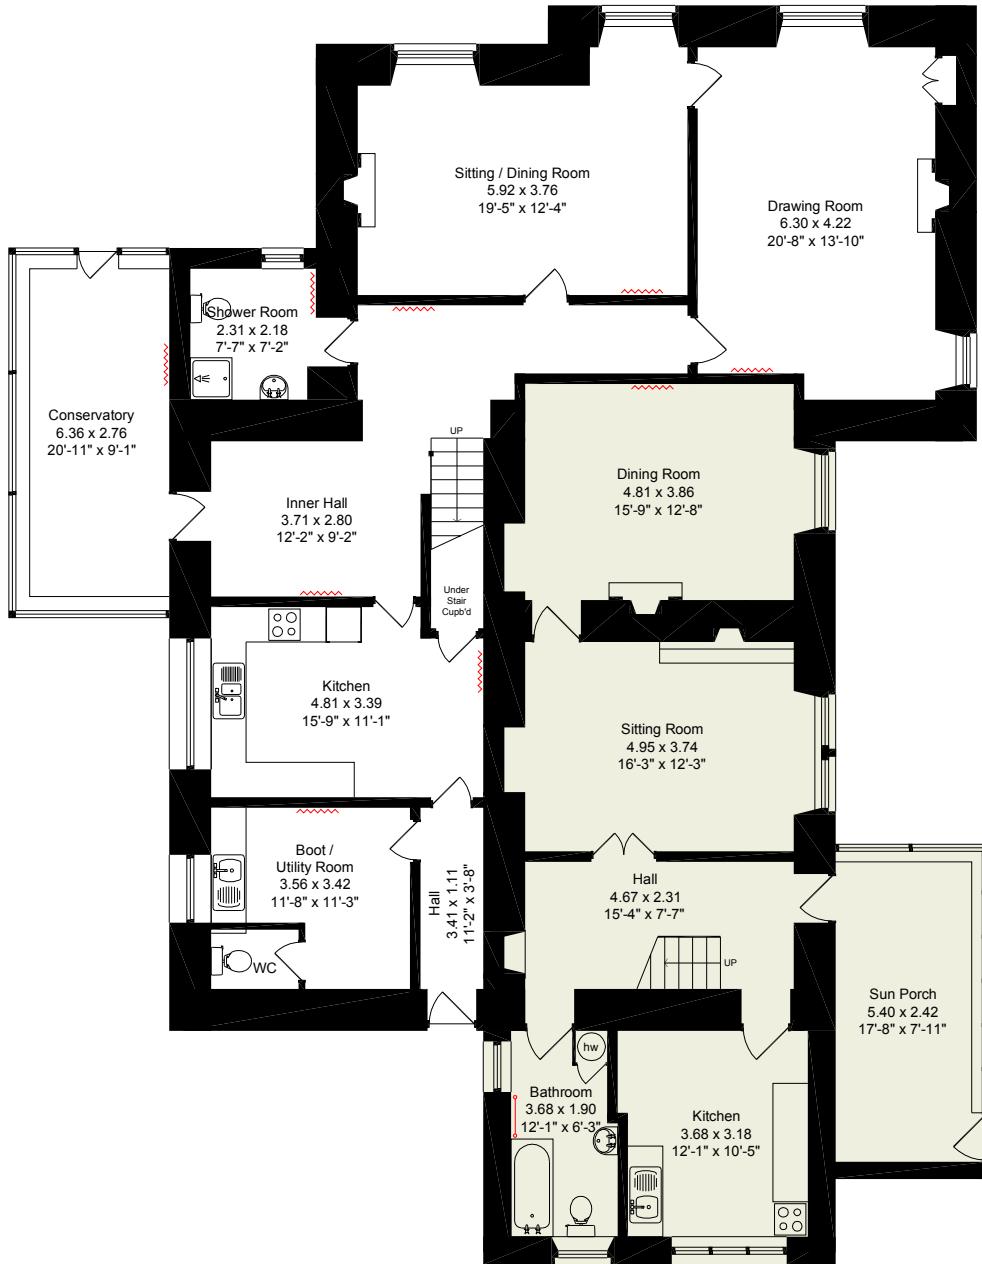 Sitting / Dining Room
5.92 x 3.76
19'-5" x 12'-4"
Drawing Room
6.30 x 4.22
20'-8" x 13'-10"
Shower Room
2.31 x 2.18
7'-7" x 7'-2"
Conservatory
6.36 x 2.76
20'-11" x 9'-1"
UP
Dining Room
4.81 x 3.86
15'-9" x 12'-8"
Inner Hall
3.71 x 2.80
12'-2" x 9'-2"
Under
Stair
Cupb'd
Kitchen
4.81 x 3.39
15'-9" x 11'-1"
Sitting Room
4.95 x 3.74
16'-3" x 12'-3"
Boot /
Utility Room
3.56 x 3.42
11'-8" x 11'-3"
Hall
3.41 x 1.11
11'-2" x 3'-8"
Hall
4.67 x 2.31
15'-4" x 7'-7"
WC
UP
Sun Porch
5.40 x 2.42
17'-8" x 7'-11"
hw
Bathroom
3.68 x 1.90
12'-1" x 6'-3"
Kitchen
3.68 x 3.18
12'-1" x 10'-5"